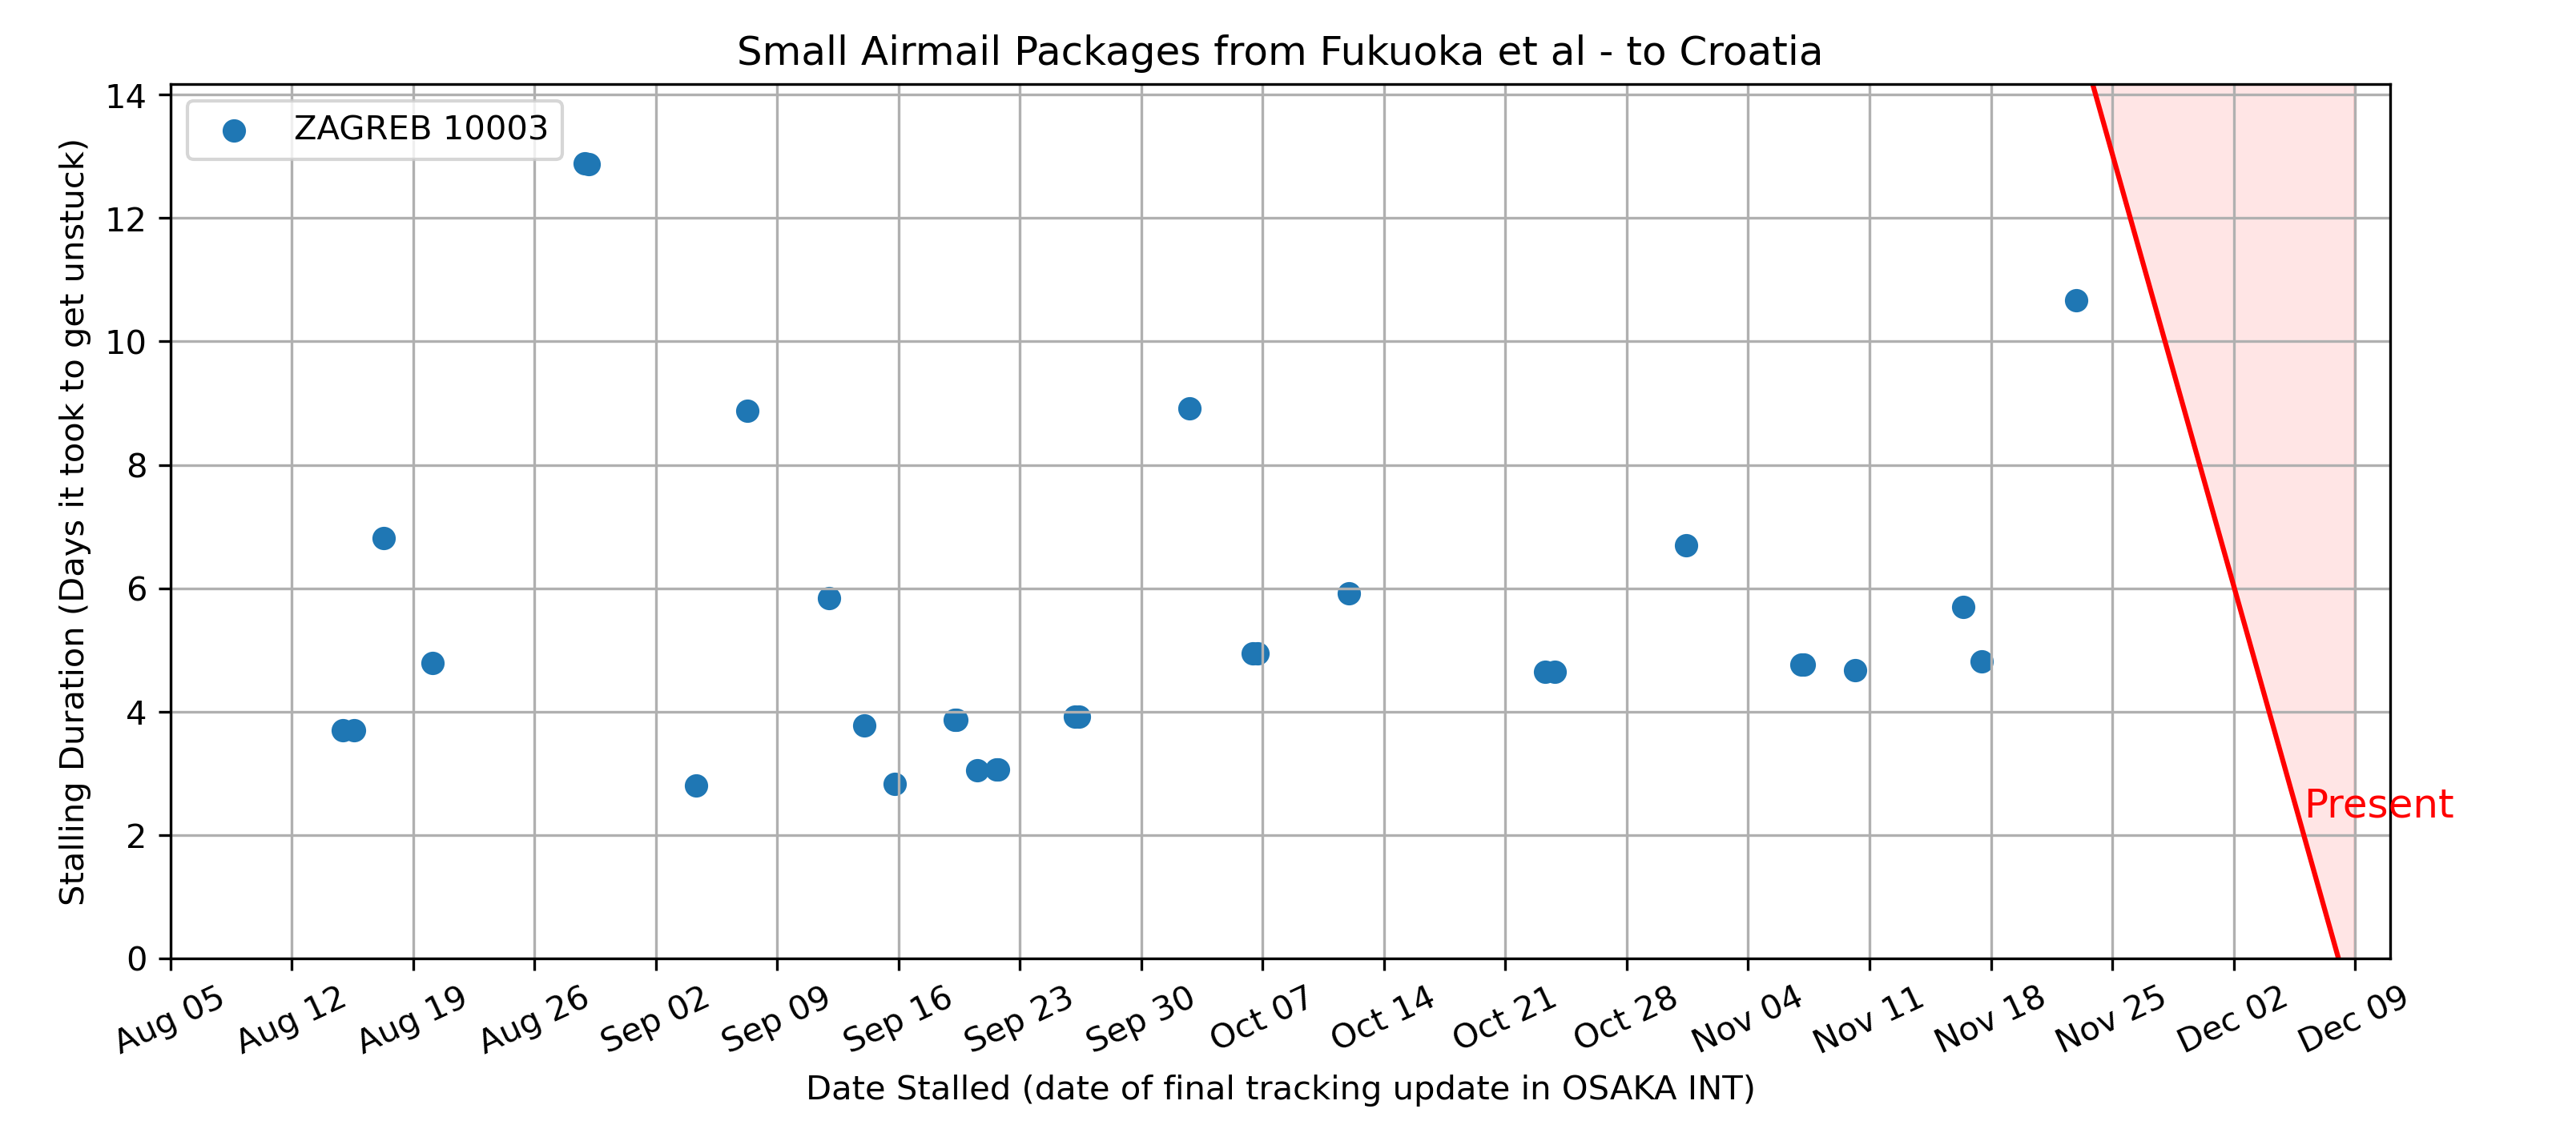 Small Airmail Packages from Fukuoka et al - to Croatia
ZAGREB 10003
Stalling Duration (Days it took to get unstuck)
14
12
10
8
6
4
2
0
Present
Aug 05
Aug 12
Aug 19
Aug 26
Sep 02
Sep 09
Sep 16
Sep 23
Sep 30
Oct 07
Oct 14
Oct 21
Oct 28
Nov 04
Nov 11
Nov 18
Nov 25
Dec 02
Dec 09
Date Stalled (date of final tracking update in OSAKA INT)